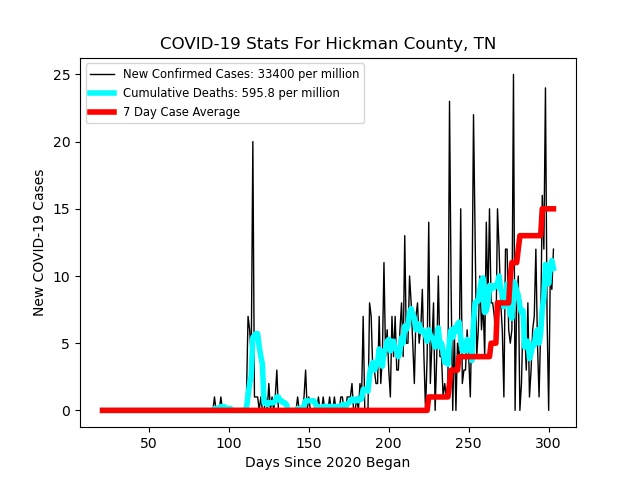 COVID-19 Stats For Hickman County, TN
New Confirmed Cases: 33400 per million
Cumulative Deaths: 595.8 per million
7 Day Case Average
New COVID-19 Cases
25
20
15
10
5
0
50 100 150 200 250 300
Days Since 2020 Began